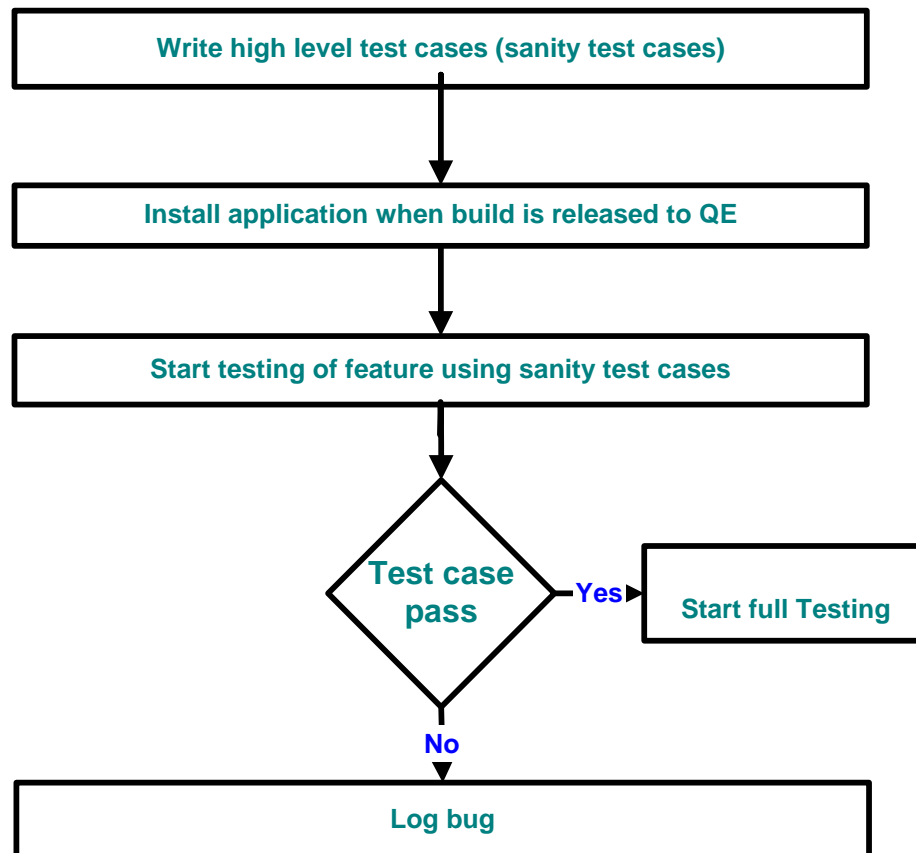 Write high level test cases (sanity test cases)
Install application when build is released to QE
Start testing of feature using sanity test cases
Test case
pass
Yes
Start full Testing
No
Log bug